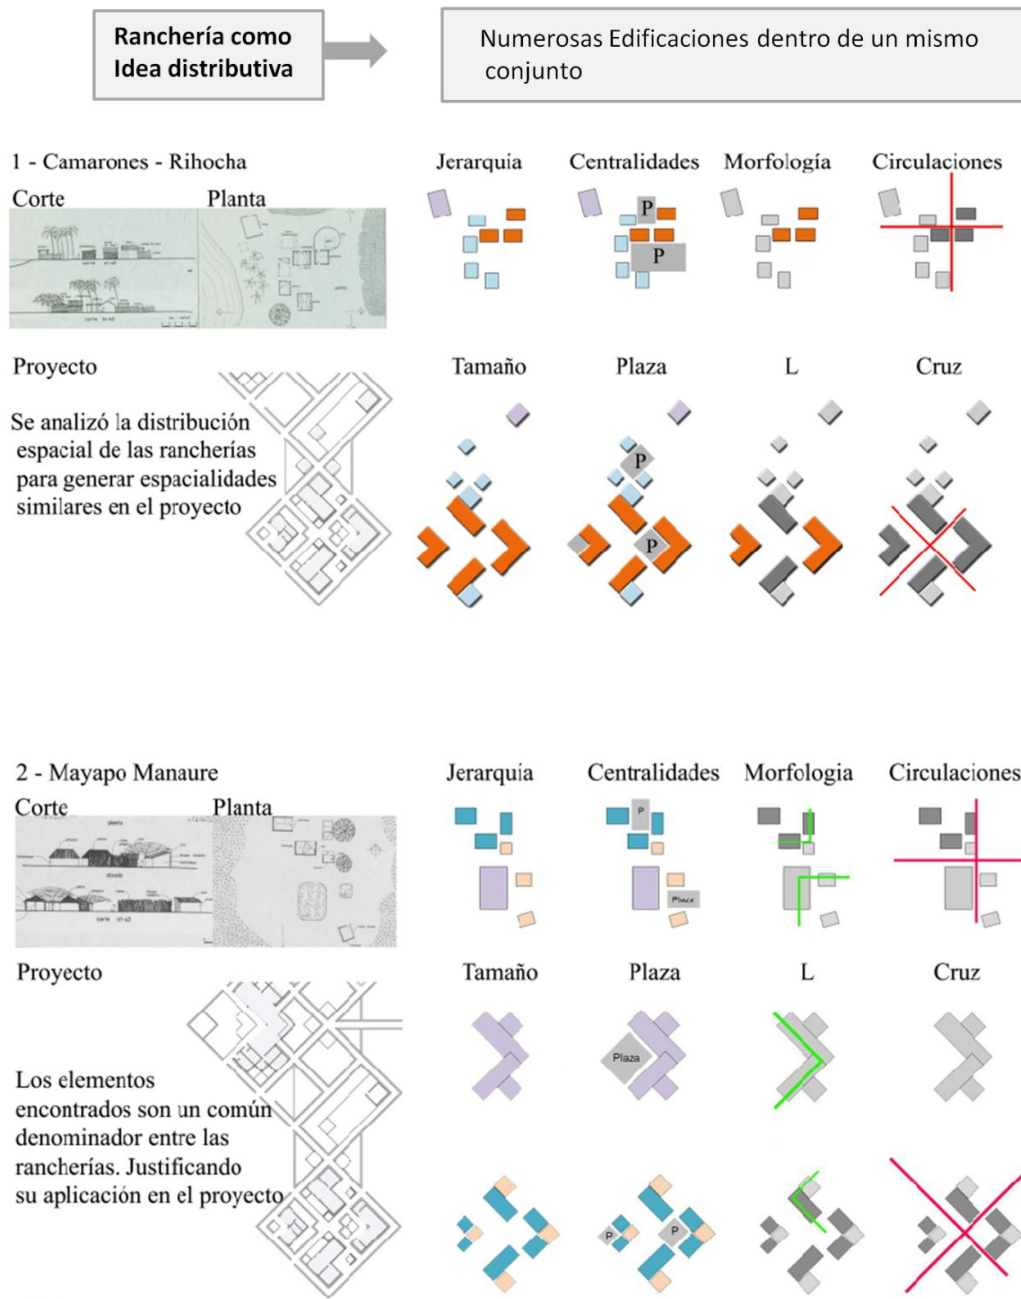 Ranchería como
Idea distributiva
Numerosas Edificaciones dentro de un mismo
conjunto
1 - Camarones - Rihocha
Jerarquía
Centralidades
Morfología
Circulaciones
Corte
Planta
P
P
Proyecto
Tamaño
Plaza
L
Cruz
Se analizó la distribución
espacial de las rancherías
para generar espacialidades
similares en el proyecto
P
P
2 - Mayapo Manaure
Jerarquía
Centralidades
Morfologia
Circulaciones
Corte
Planta
P
Proyecto
Tamaño
Plaza
L
Cruz
Plaza
Los elementos
encontrados son un común
denominador entre las
rancherías. Justificando
su aplicación en el proyecto
P
P